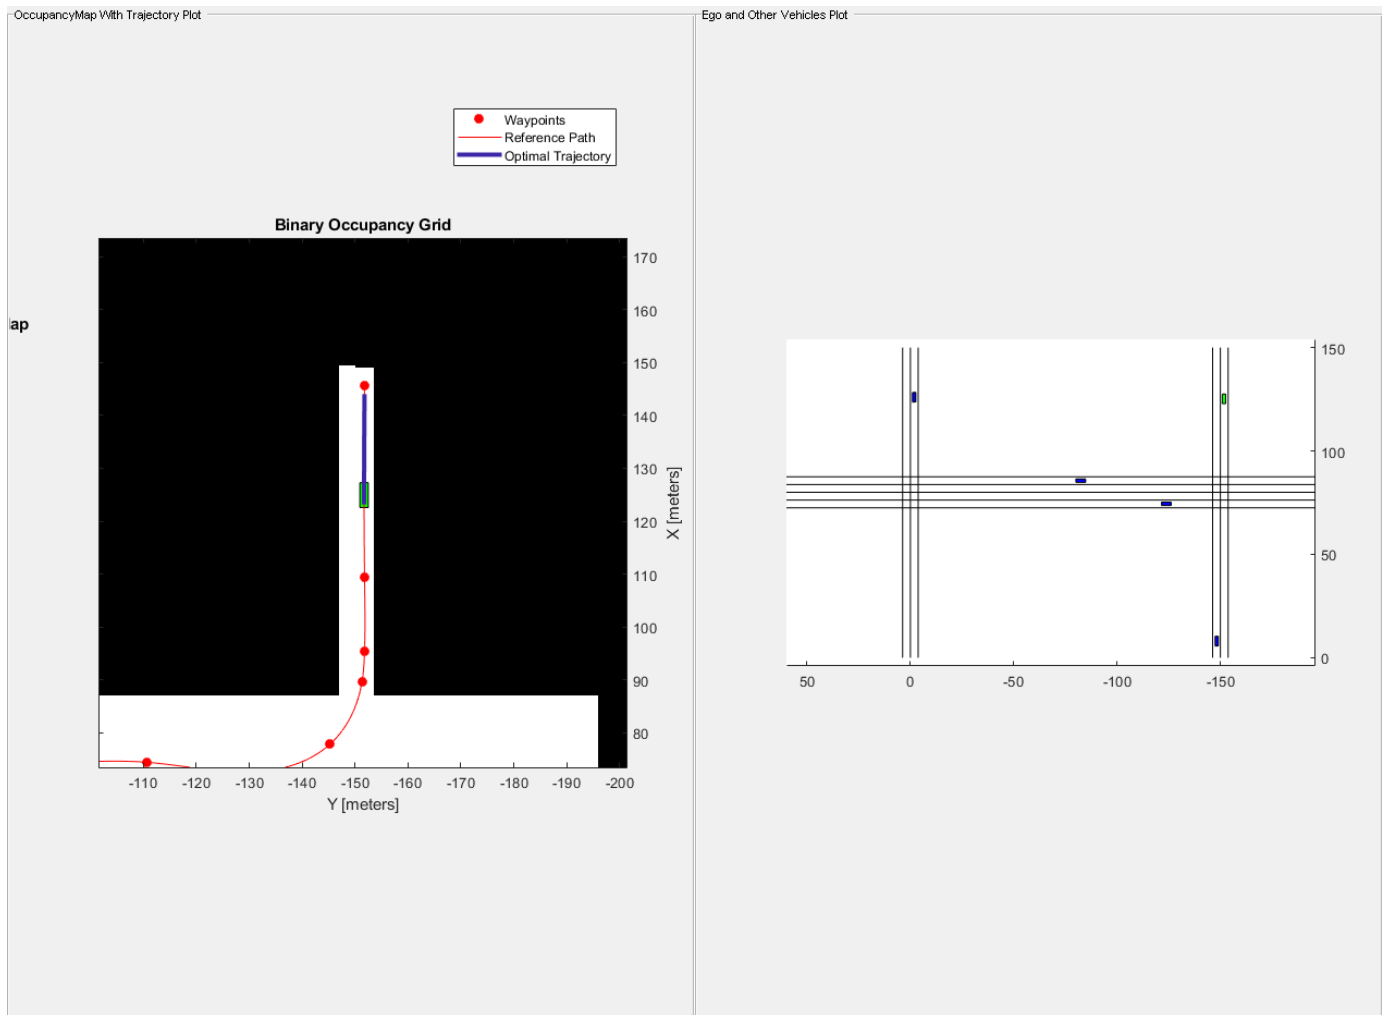 OccupancyMap With Trajectory Plot
Ego and Other Vehicles Plot
Waypoints
Reference Path
Optimal Trajectory
Binary Occupancy Grid
ap
170
160
150
140
130
120
110
100
90
80
X [meters]
-110 -120 -130 -140 -150 -160 -170 -180 -190 -200
Y [meters]
150
100
50
0
50 0 -50 -100 -150